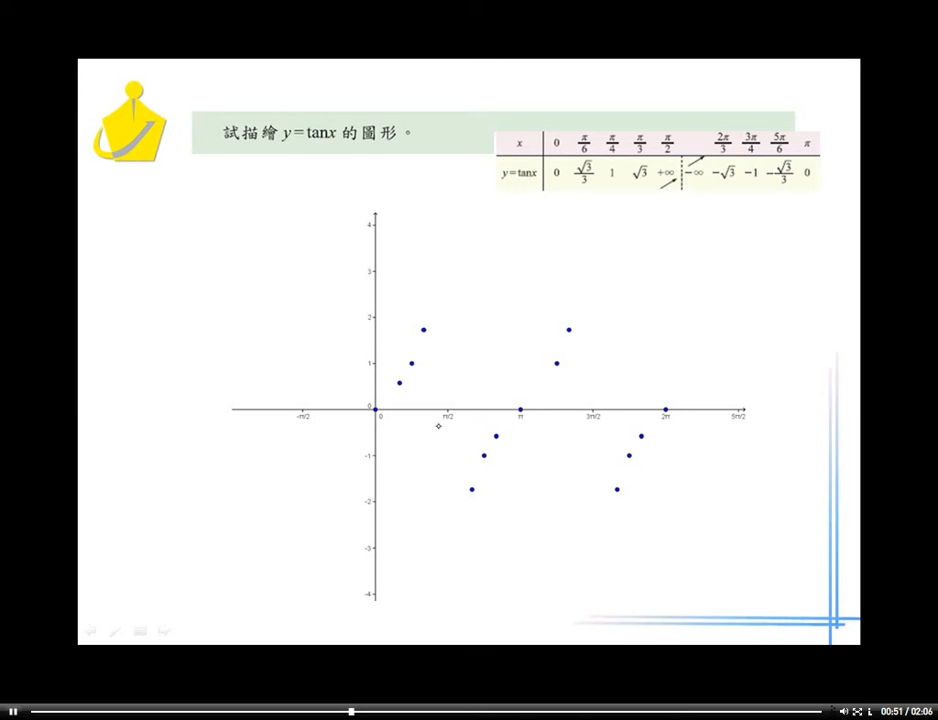 試描繪 y=tanx 的圖形。
x 0 π/6 π/4 π/3 π/2 2π/3 3π/4 5π/6 π
y=tanx 0 √3/3 1 √3 +∞ -∞ -√3 -1 -√3/3 0
4
3
2
1
0
-π/2 0 π/2 π 3π/2 2π 5π/2
-1
-2
-3
-4
00:51 / 02:06